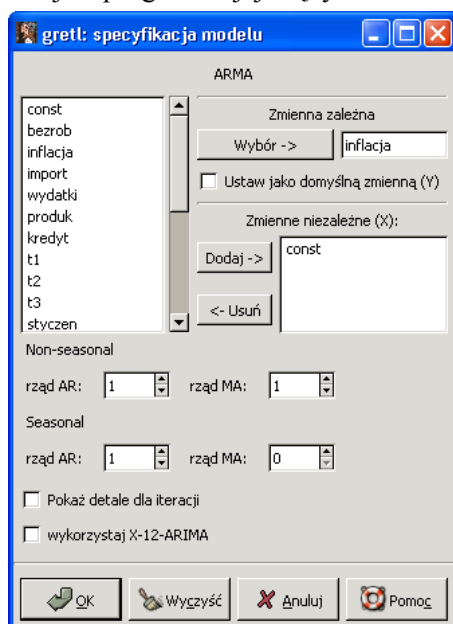 gretl: specyfikacja modelu
ARMA
const
bezrob
inflacja
import
wydatki
produk
kredyt
t1
t2
t3
styczen
Zmienna zależna
Wybór -> inflacja
Ustaw jako domyślną zmienną (Y)
Zmienne niezależne (X):
Dodaj -> const
<- Usuń
Non-seasonal
rząd AR: 1 rząd MA: 1
Seasonal
rząd AR: 1 rząd MA: 0
Pokaż detale dla iteracji
wykorzystaj X-12-ARIMA
OK Wyczyść Anuluj Pomoc